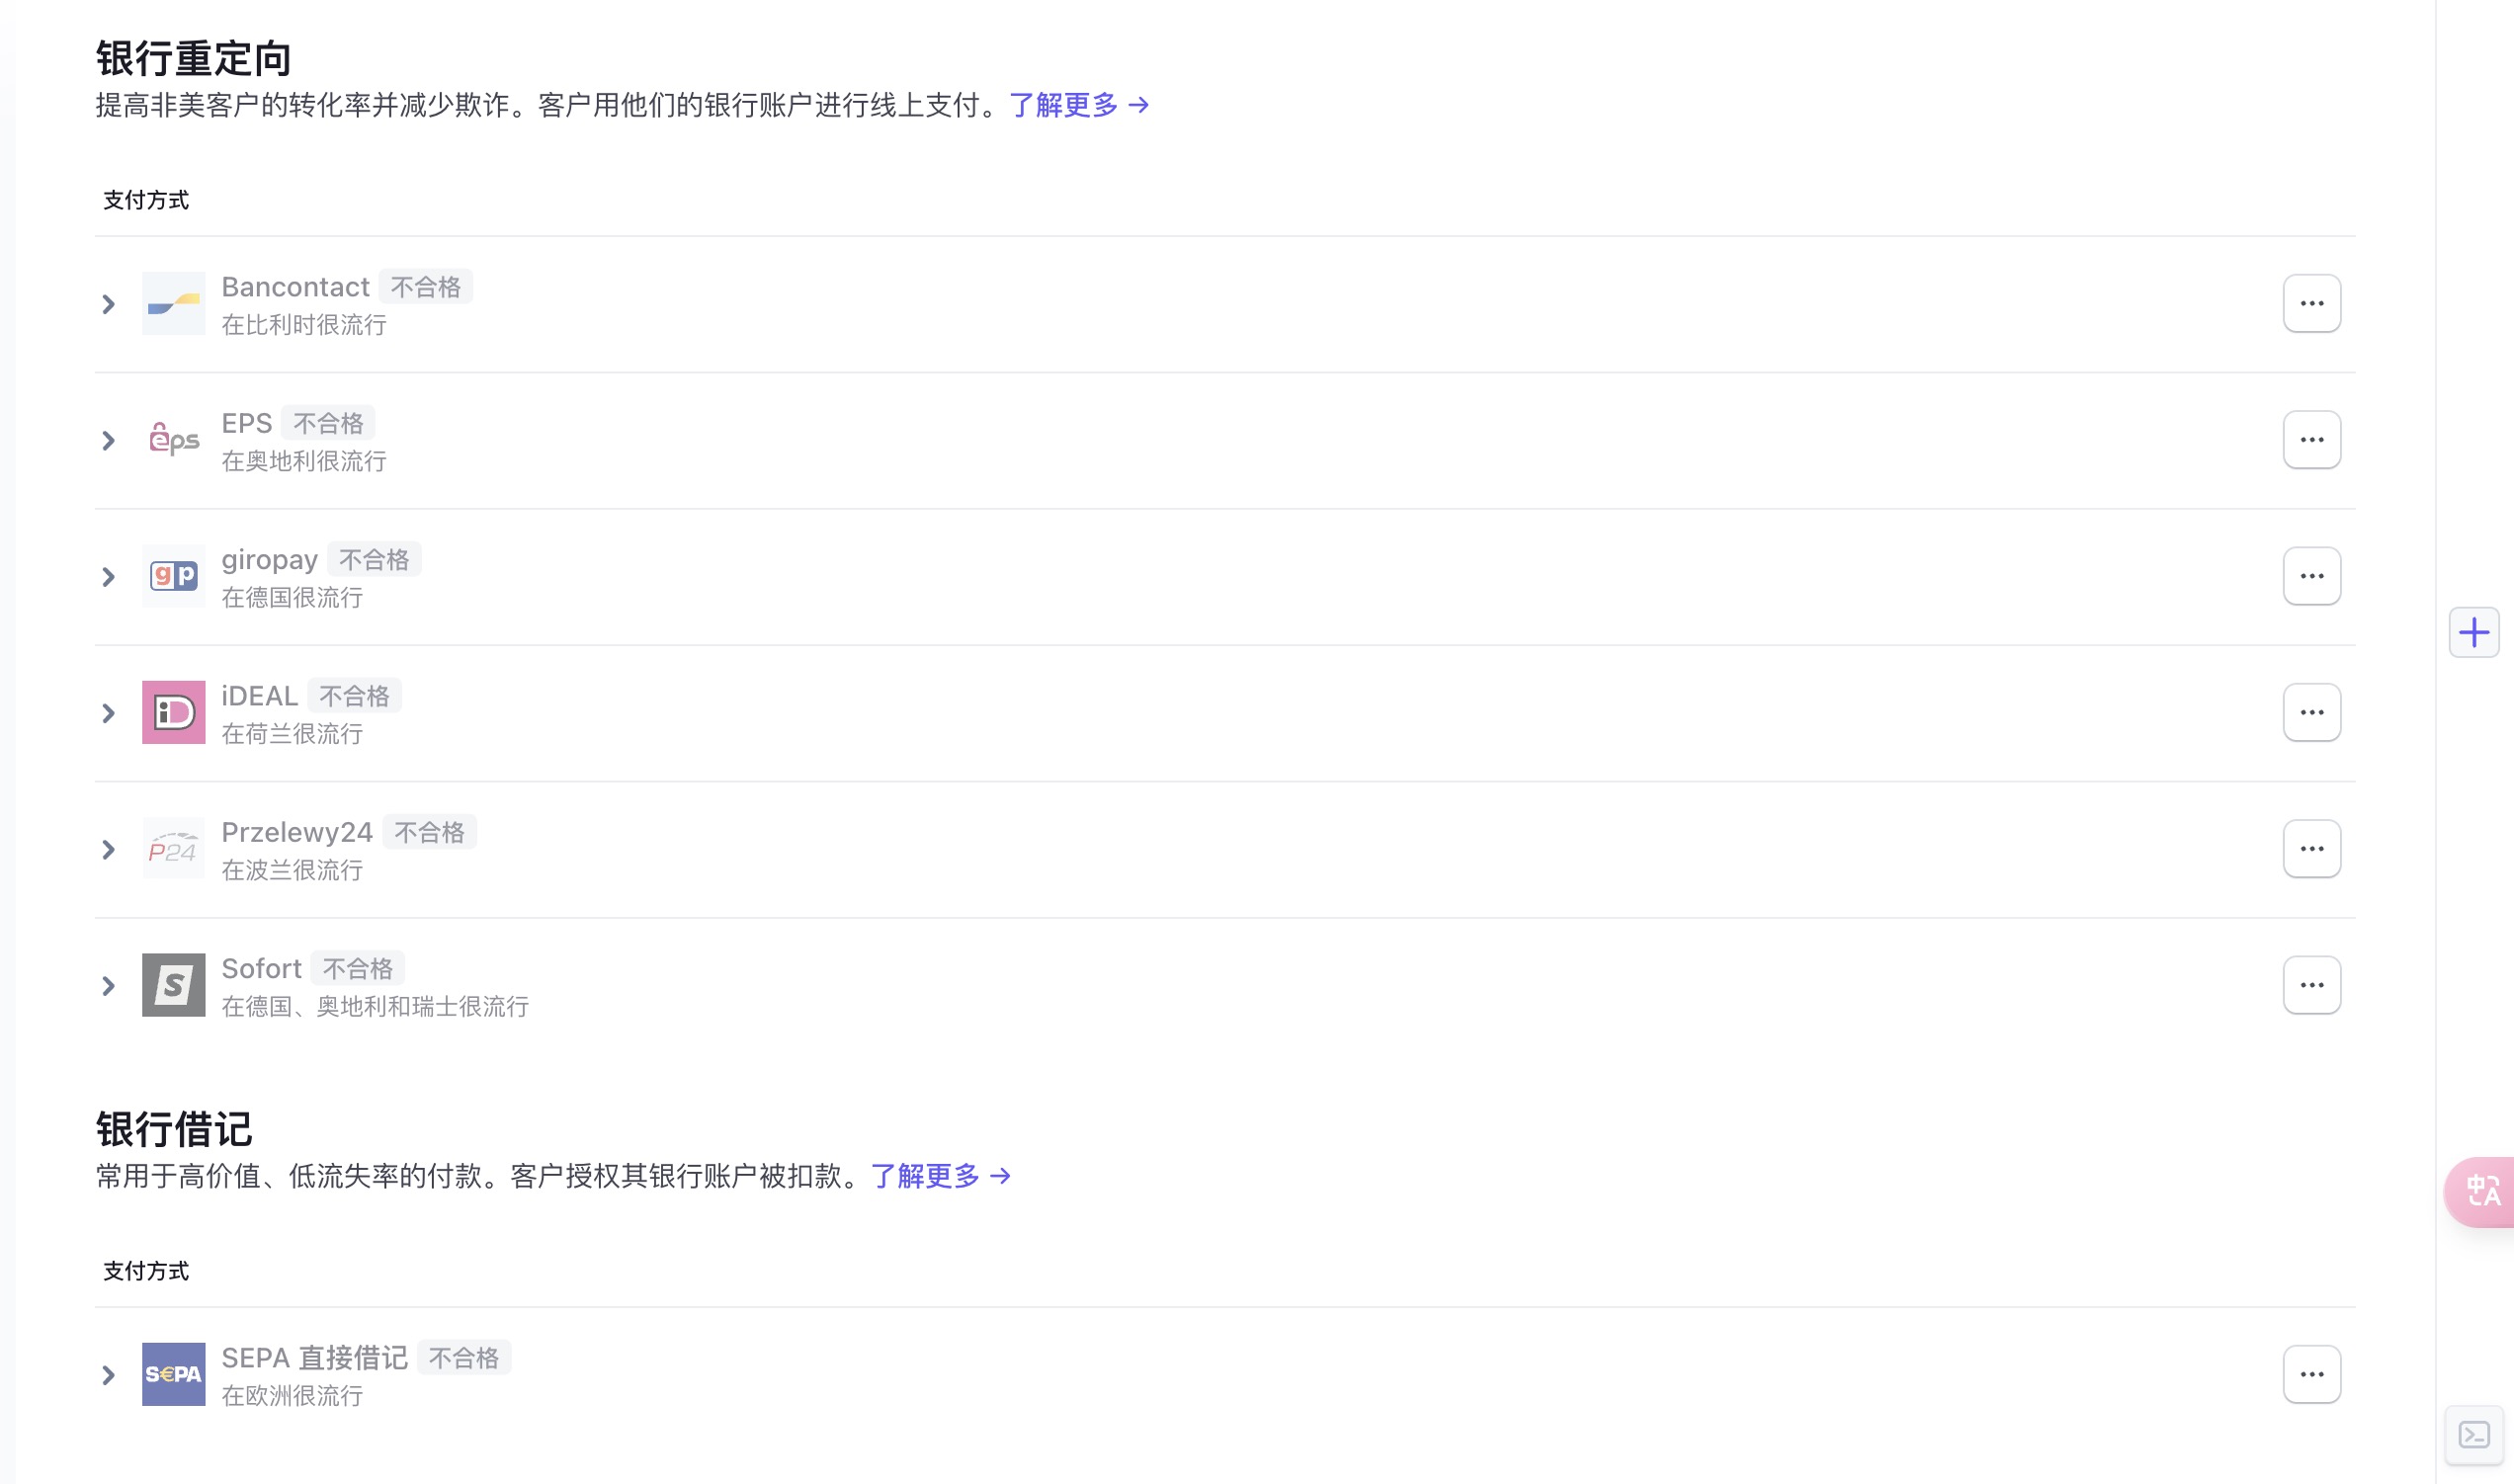 银行重定向
提高非美客户的转化率并减少欺诈。客户用他们的银行账户进行线上支付。了解更多 →
支付方式
Bancontact 不合格
在比利时很流行
eps
EPS 不合格
在奥地利很流行
gp
giropay 不合格
在德国很流行
iD
iDEAL 不合格
在荷兰很流行
P24
Przelewy24 不合格
在波兰很流行
S
Sofort 不合格
在德国、奥地利和瑞士很流行
银行借记
常用于高价值、低流失率的付款。客户授权其银行账户被扣款。了解更多 →
支付方式
S€PA
SEPA 直接借记 不合格
在欧洲很流行
中A